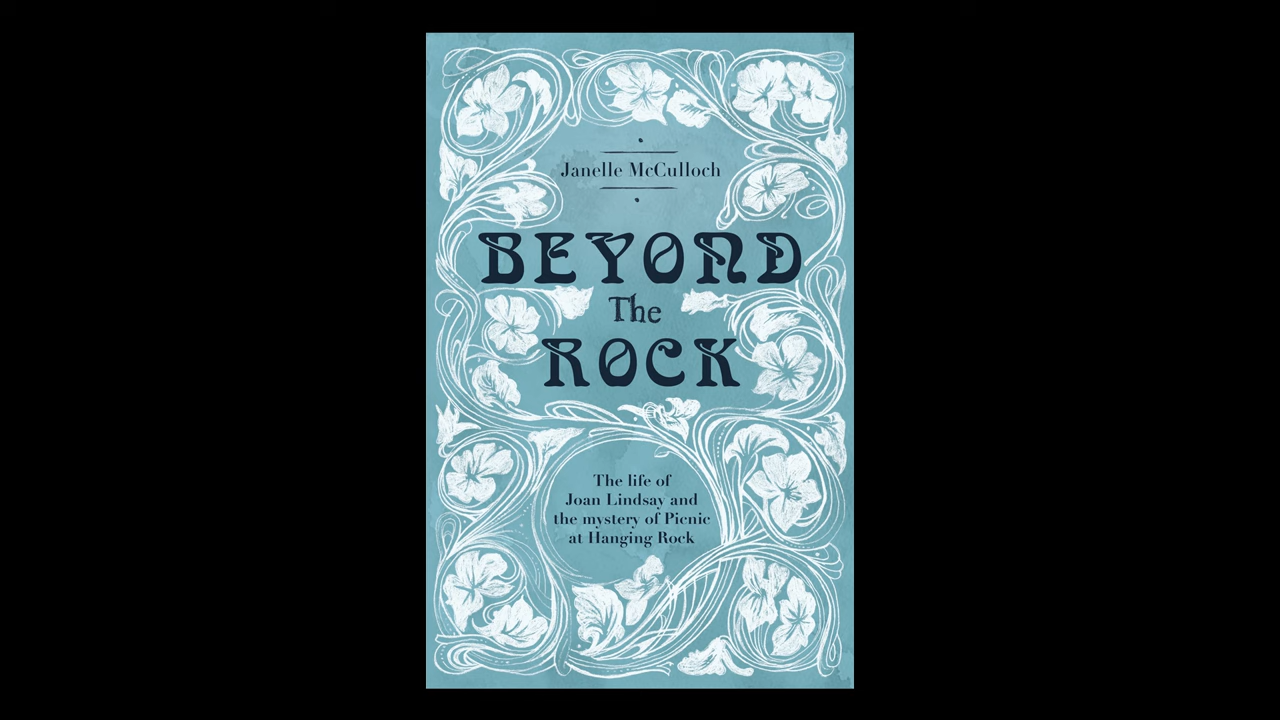 Janelle McCulloch
BEYOND
The
ROCK
The life of
Joan Lindsay and
the mystery of Picnic
at Hanging Rock